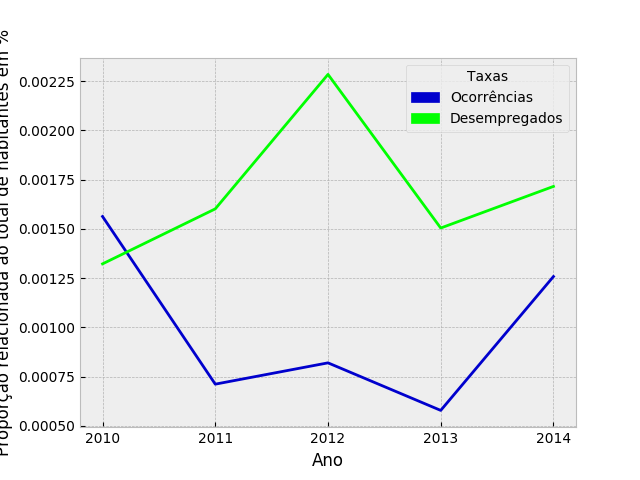 Proporção relacionada ao total de habitantes em %
0.00225
0.00200
0.00175
0.00150
0.00125
0.00100
0.00075
0.00050
2010 2011 2012 2013 2014
Ano
Taxas
Ocorrências
Desempregados